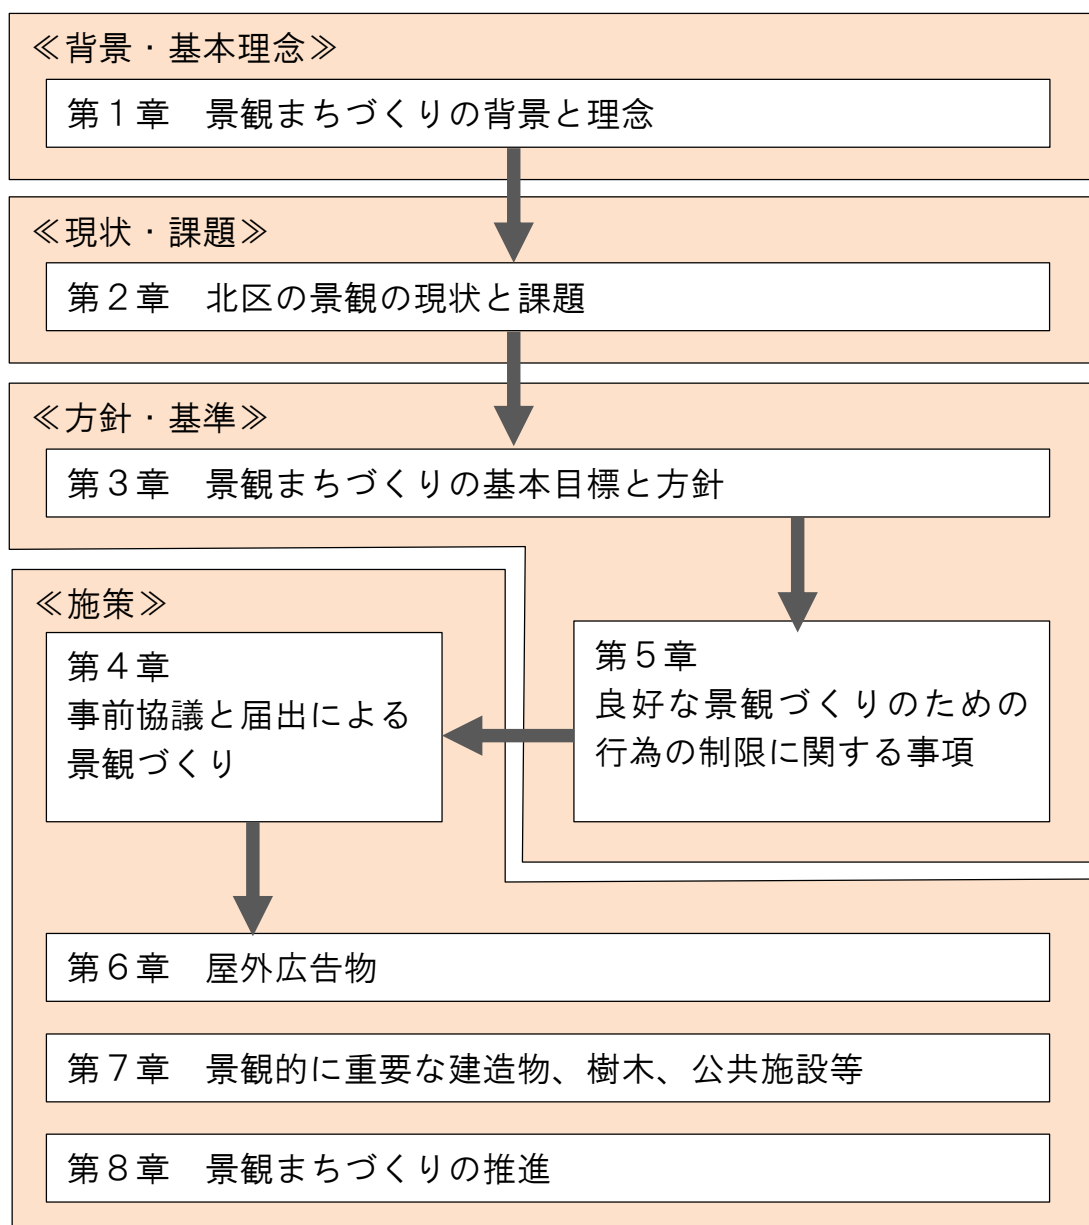 ≪背景・基本理念≫
第１章　景観まちづくりの背景と理念
≪現状・課題≫
第２章　北区の景観の現状と課題
≪方針・基準≫
第３章　景観まちづくりの基本目標と方針
≪施策≫
第４章
事前協議と届出による
景観づくり
第５章
良好な景観づくりのための
行為の制限に関する事項
第６章　屋外広告物
第７章　景観的に重要な建造物、樹木、公共施設等
第８章　景観まちづくりの推進